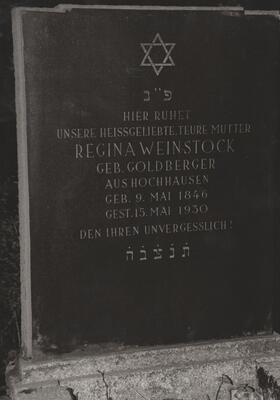 פ״נ
HIER RUHET
UNSERE HEISSGELIEBTE, TEURE MUTTER
REGINA WEINSTOCK
GEB. GOLDBERGER
AUS HOCHHAUSEN
GEB. 9. MAI 1846
GEST. 15. MAI 1930
DEN IHREN UNVERGESSLICH!
תנצבה